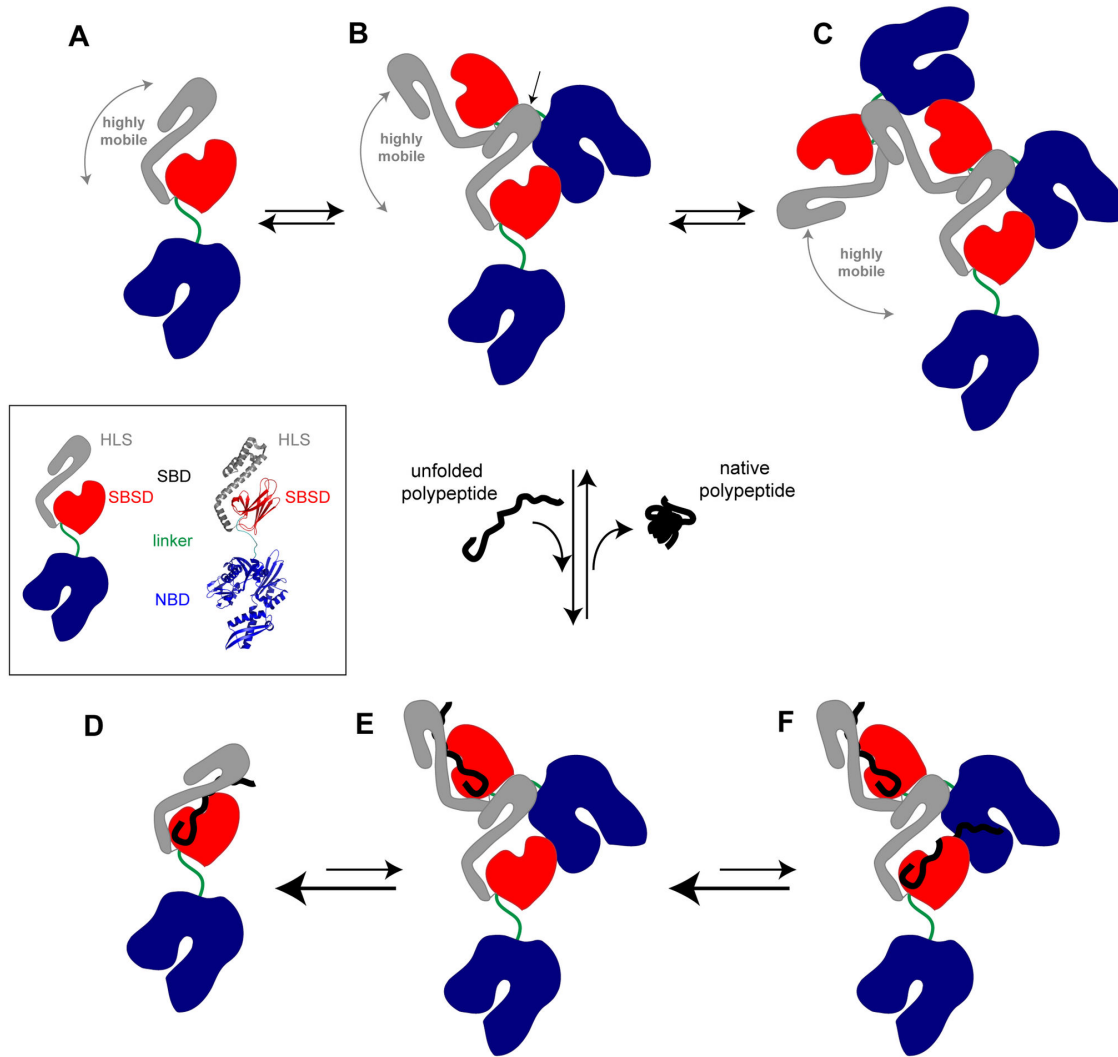 A
B
C
highly
mobile
highly
mobile
highly
mobile
HLS
HLS
SBD
SBSD
SBSD
linker
NBD
unfolded
polypeptide
native
polypeptide
D
E
F